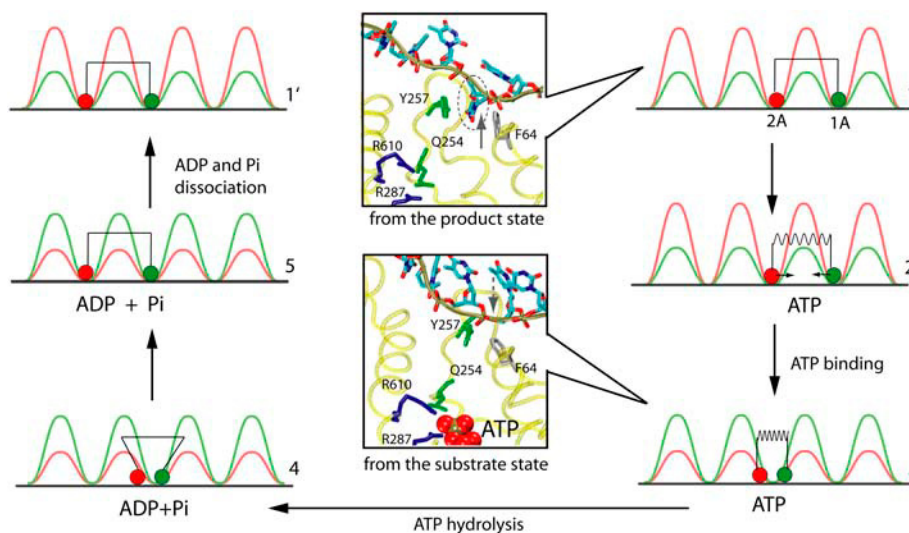 1'
ADP and Pi
dissociation
5
ADP + Pi
4
ADP+Pi
ATP hydrolysis
Y257
Q254
R610
R287
F64
from the product state
Y257
Q254
R610
R287
F64
ATP
from the substrate state
2A
1A
2
ATP
ATP binding
ATP